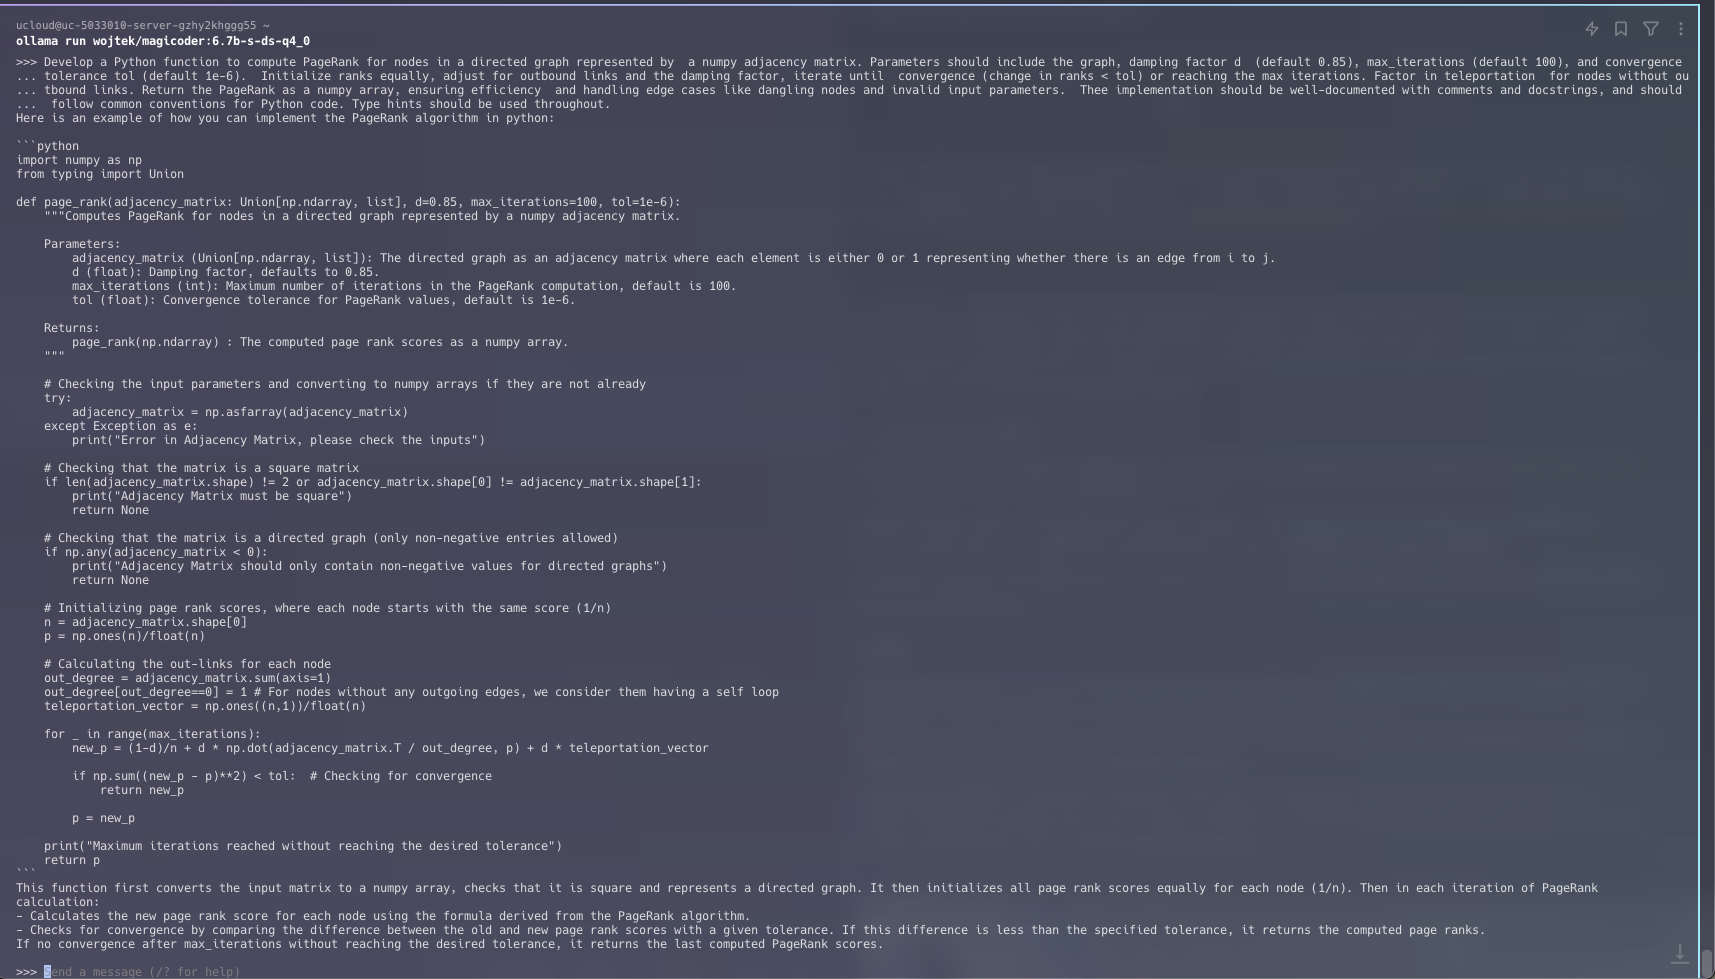 ucloud@uc-5033010-server-gzhy2khggg55 ~
ollama run wojtek/magicoder:6.7b-s-ds-q4_0
>>> Develop a Python function to compute PageRank for nodes in a directed graph represented by  a numpy adjacency matrix. Parameters should include the graph, damping factor d  (default 0.85), max_iterations (default 100), and convergence
... tolerance tol (default 1e-6).  Initialize ranks equally, adjust for outbound links and the damping factor, iterate until  convergence (change in ranks < tol) or reaching the max iterations. Factor in teleportation  for nodes without ou
... tbound links. Return the PageRank as a numpy array, ensuring efficiency  and handling edge cases like dangling nodes and invalid input parameters.  Thee implementation should be well-documented with comments and docstrings, and should
...  follow common conventions for Python code. Type hints should be used throughout.
Here is an example of how you can implement the PageRank algorithm in python:

```python
import numpy as np
from typing import Union

def page_rank(adjacency_matrix: Union[np.ndarray, list], d=0.85, max_iterations=100, tol=1e-6):
    """Computes PageRank for nodes in a directed graph represented by a numpy adjacency matrix.

    Parameters:
        adjacency_matrix (Union[np.ndarray, list]): The directed graph as an adjacency matrix where each element is either 0 or 1 representing whether there is an edge from i to j.
        d (float): Damping factor, defaults to 0.85.
        max_iterations (int): Maximum number of iterations in the PageRank computation, default is 100.
        tol (float): Convergence tolerance for PageRank values, default is 1e-6.

    Returns:
        page_rank(np.ndarray) : The computed page rank scores as a numpy array.
    """

    # Checking the input parameters and converting to numpy arrays if they are not already
    try:
        adjacency_matrix = np.asfarray(adjacency_matrix)
    except Exception as e:
        print("Error in Adjacency Matrix, please check the inputs")

    # Checking that the matrix is a square matrix
    if len(adjacency_matrix.shape) != 2 or adjacency_matrix.shape[0] != adjacency_matrix.shape[1]:
        print("Adjacency Matrix must be square")
        return None

    # Checking that the matrix is a directed graph (only non-negative entries allowed)
    if np.any(adjacency_matrix < 0):
        print("Adjacency Matrix should only contain non-negative values for directed graphs")
        return None

    # Initializing page rank scores, where each node starts with the same score (1/n)
    n = adjacency_matrix.shape[0]
    p = np.ones(n)/float(n)

    # Calculating the out-links for each node
    out_degree = adjacency_matrix.sum(axis=1)
    out_degree[out_degree==0] = 1 # For nodes without any outgoing edges, we consider them having a self loop
    teleportation_vector = np.ones((n,1))/float(n)

    for _ in range(max_iterations):
        new_p = (1-d)/n + d * np.dot(adjacency_matrix.T / out_degree, p) + d * teleportation_vector

        if np.sum((new_p - p)**2) < tol:  # Checking for convergence
            return new_p

        p = new_p

    print("Maximum iterations reached without reaching the desired tolerance")
    return p
```
This function first converts the input matrix to a numpy array, checks that it is square and represents a directed graph. It then initializes all page rank scores equally for each node (1/n). Then in each iteration of PageRank
calculation:
- Calculates the new page rank score for each node using the formula derived from the PageRank algorithm.
- Checks for convergence by comparing the difference between the old and new page rank scores with a given tolerance. If this difference is less than the specified tolerance, it returns the computed page ranks.
If no convergence after max_iterations without reaching the desired tolerance, it returns the last computed PageRank scores.

>>> Send a message (/? for help)